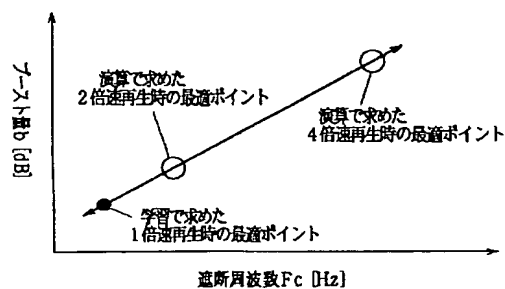 ブースト量b [dB]
演算で求めた
2倍速再生時の最適ポイント
演算で求めた
4倍速再生時の最適ポイント
学習で求めた
1倍速再生時の最適ポイント
遮断周波数Fc [Hz]